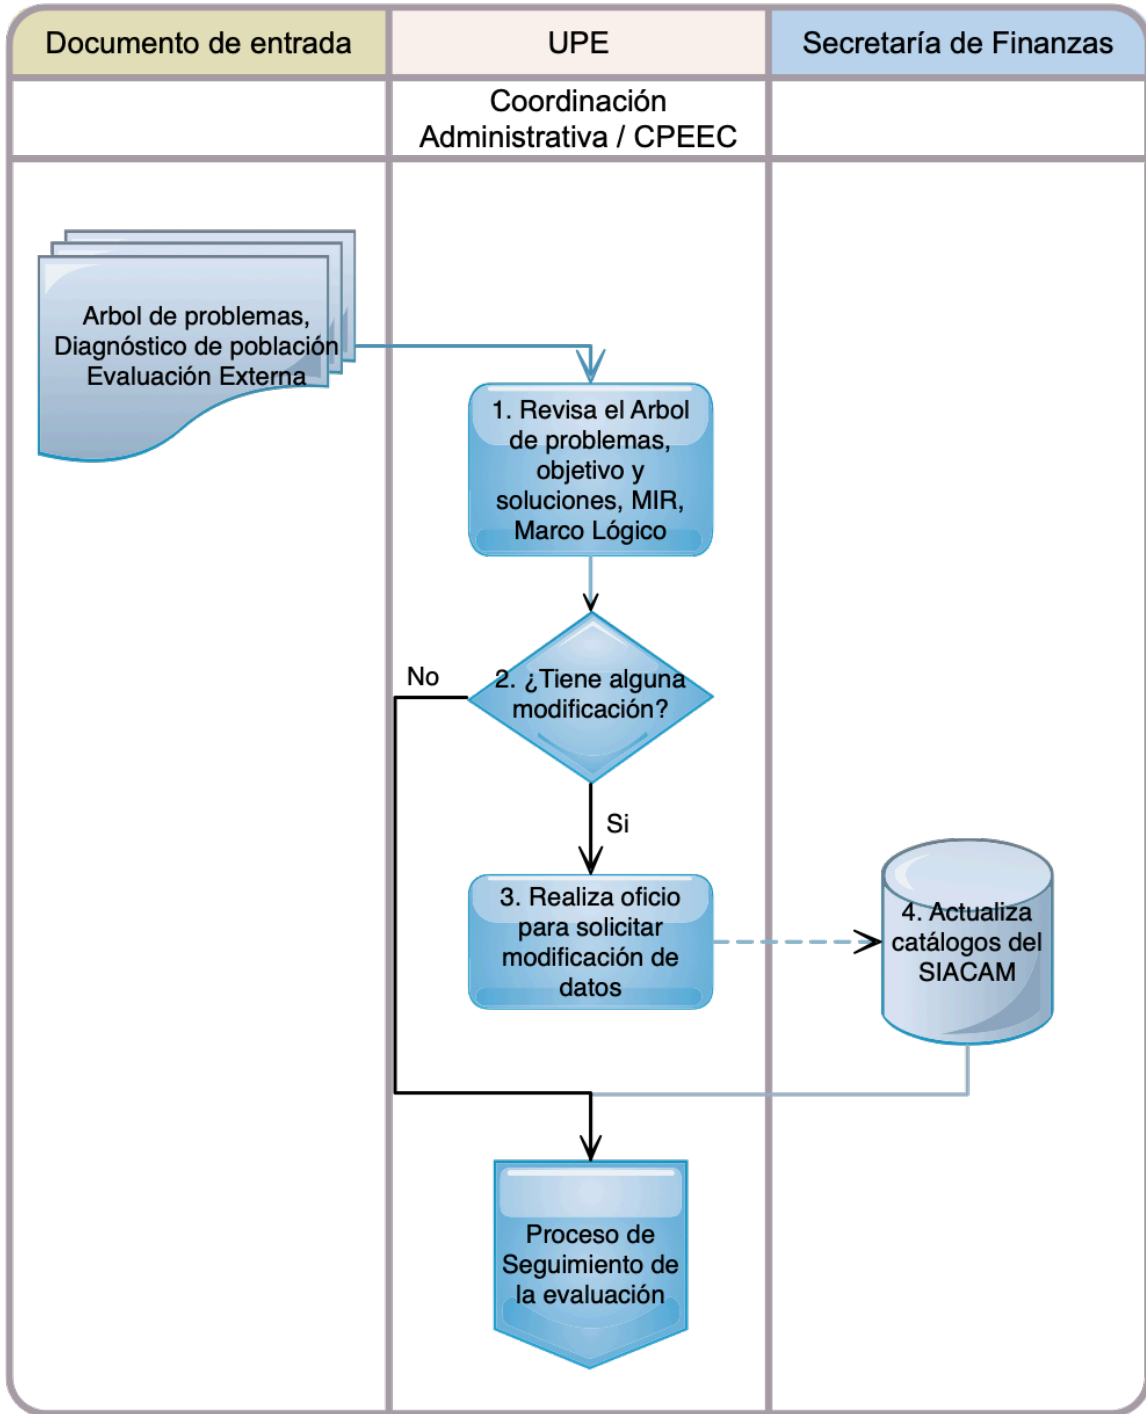 Documento de entrada
UPE
Secretaría de Finanzas
Coordinación
Administrativa / CPEEC
Arbol de problemas,
Diagnóstico de población
Evaluación Externa
1. Revisa el Arbol
de problemas,
objetivo y
soluciones, MIR,
Marco Lógico
No
2. ¿Tiene alguna
modificación?
Si
3. Realiza oficio
para solicitar
modificación de
datos
4. Actualiza
catálogos del
SIACAM
Proceso de
Seguimiento de
la evaluación